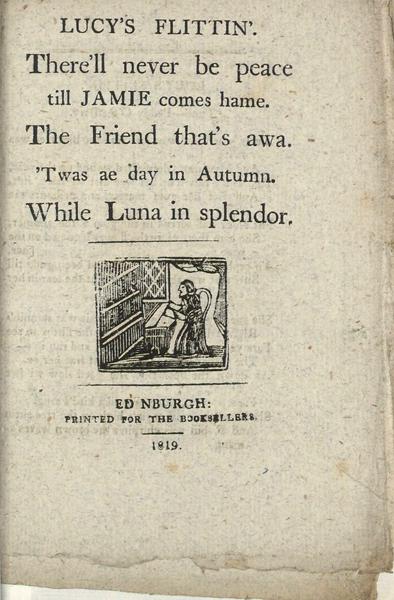 LUCY'S FLITTIN'.
There'll never be peace
till JAMIE comes hame.
The Friend that's awa.
'Twas ae day in Autumn.
While Luna in splendor.
ED NBURGH:
PRINTED FOR THE BOOKSELLERS.
1819.